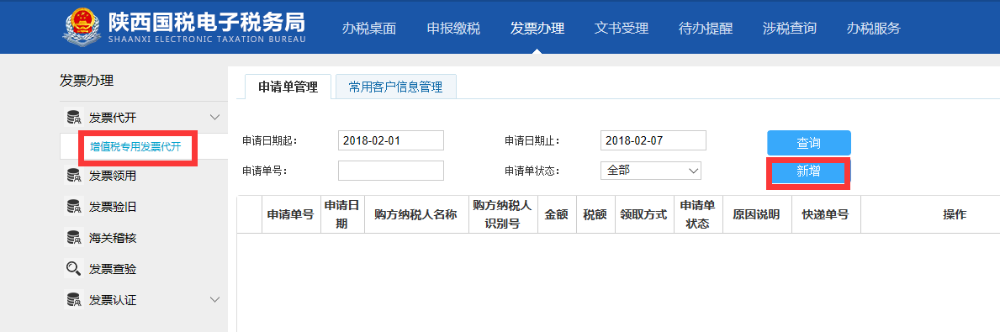 陕西国税电子税务局
SHAANXI ELECTRONIC TAXATION BUREAU
办税桌面 申报缴税 发票办理 文书受理 待办提醒 涉税查询 办税服务
发票办理
发票代开
增值税专用发票代开
发票领用
发票验旧
海关稽核
发票查验
发票认证
申请单管理 常用客户信息管理
申请日期起： 2018-02-01 申请日期止： 2018-02-07 查询
申请单号： 申请单状态： 全部 新增
申请单号 申请日期 购方纳税人名称 购方纳税人识别号 金额 税额 领取方式 申请单状态 原因说明 快递单号 操作